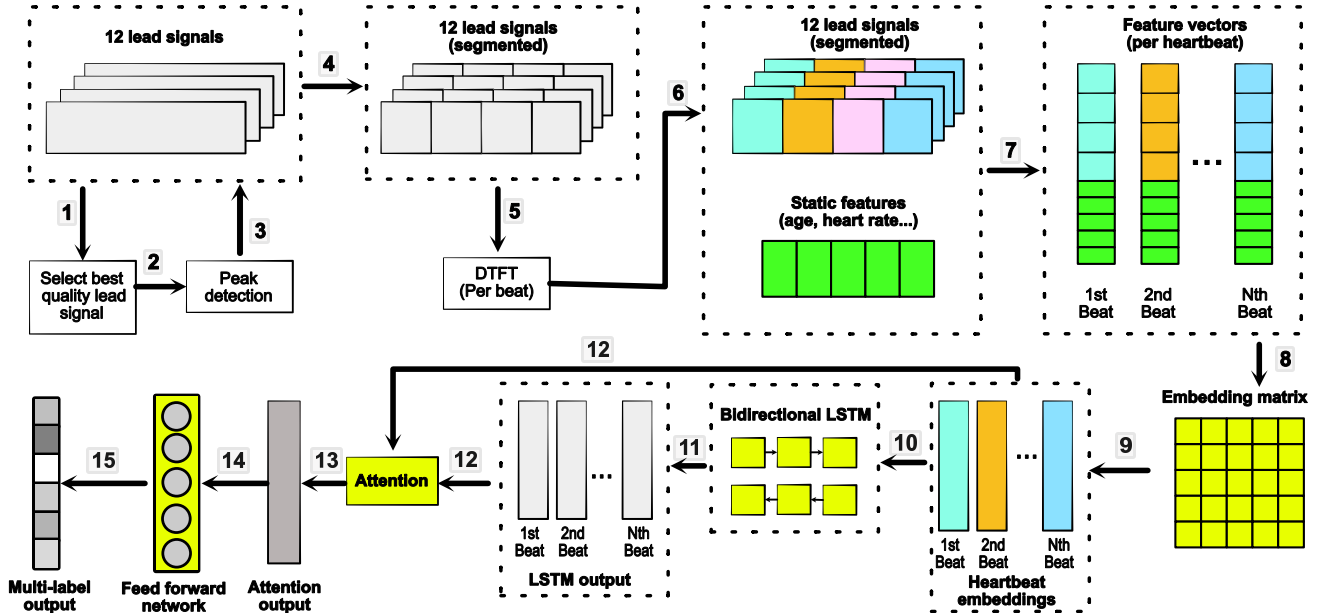 12 lead signals
4
12 lead signals
(segmented)
6
12 lead signals
(segmented)
Static features
(age, heart rate...)
7
Feature vectors
(per heartbeat)
...
1st
Beat
2nd
Beat
Nth
Beat
1
2
3
Select best
quality lead
signal
Peak
detection
5
DTFT
(Per beat)
8
Embedding matrix
9
12
...
1st
Beat
2nd
Beat
Nth
Beat
Heartbeat
embeddings
10
Bidirectional LSTM
11
...
1st
Beat
2nd
Beat
Nth
Beat
LSTM output
12
Attention
13
Attention
output
14
Feed forward
network
15
Multi-label
output